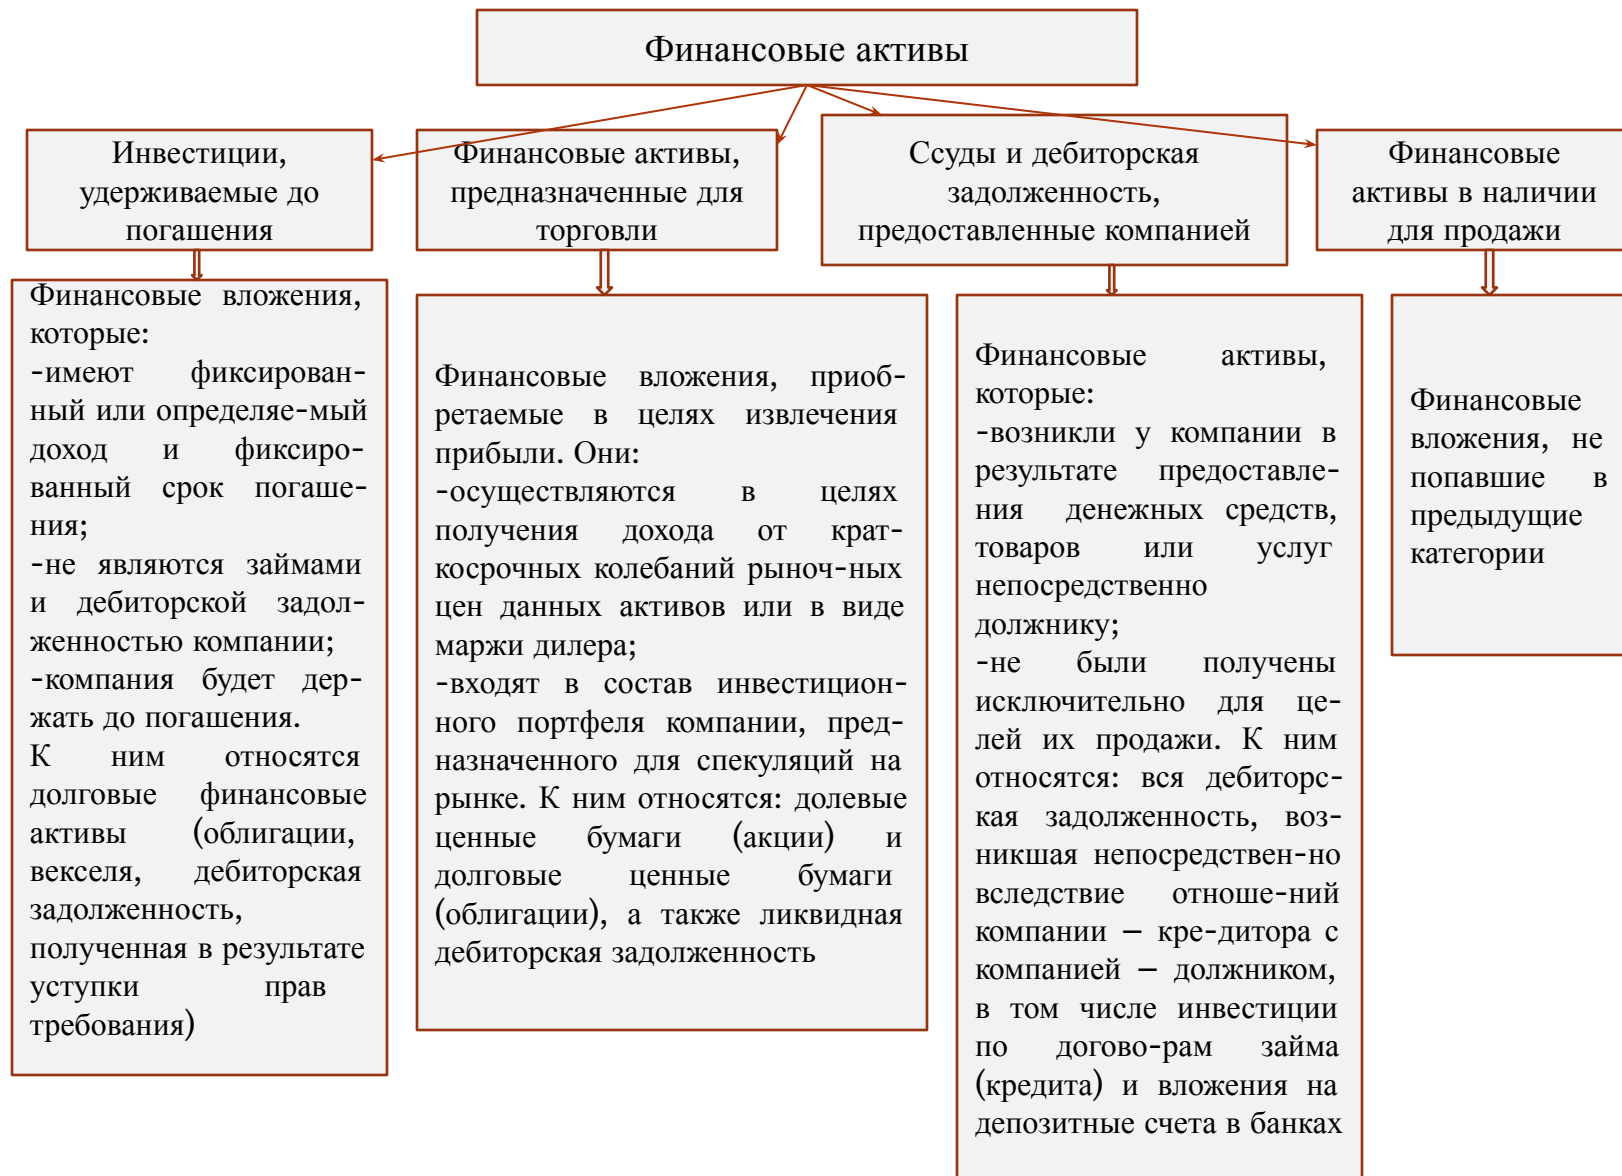 Финансовые активы
Инвестиции,
удерживаемые до
погашения
Финансовые активы,
предназначенные для
торговли
Ссуды и дебиторская
задолженность,
предоставленные компанией
Финансовые
активы в наличии
для продажи
Финансовые вложения,
которые:
-имеют фиксирован-
ный или определяе-мый
доход и фиксиро-
ванный срок погаше-
ния;
-не являются займами
и дебиторской задол-
женностью компании;
-компания будет дер-
жать до погашения.
К ним относятся
долговые финансовые
активы (облигации,
векселя, дебиторская
задолженность,
полученная в результате
уступки прав
требования)
Финансовые вложения, приоб-
ретаемые в целях извлечения
прибыли. Они:
-осуществляются в целях
получения дохода от крат-
косрочных колебаний рыноч-ных
цен данных активов или в виде
маржи дилера;
-входят в состав инвестицион-
ного портфеля компании, пред-
назначенного для спекуляций на
рынке. К ним относятся: долевые
ценные бумаги (акции) и
долговые ценные бумаги
(облигации), а также ликвидная
дебиторская задолженность
Финансовые активы,
которые:
-возникли у компании в
результате предоставле-
ния денежных средств,
товаров или услуг
непосредственно
должнику;
-не были получены
исключительно для це-
лей их продажи. К ним
относятся: вся дебиторс-
кая задолженность, воз-
никшая непосредствен-но
вследствие отноше-ний
компании – кре-дитора с
компанией – должником,
в том числе инвестиции
по догово-рам займа
(кредита) и вложения на
депозитные счета в банках
Финансовые
вложения, не
попавшие в
предыдущие
категории